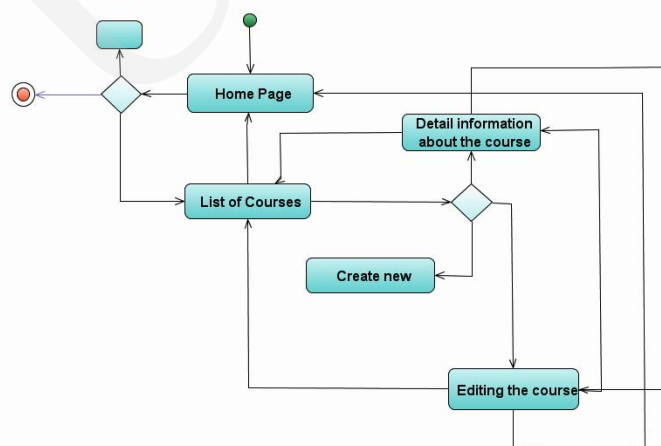 Home Page
Detail information
about the course
List of Courses
Create new
Editing the course